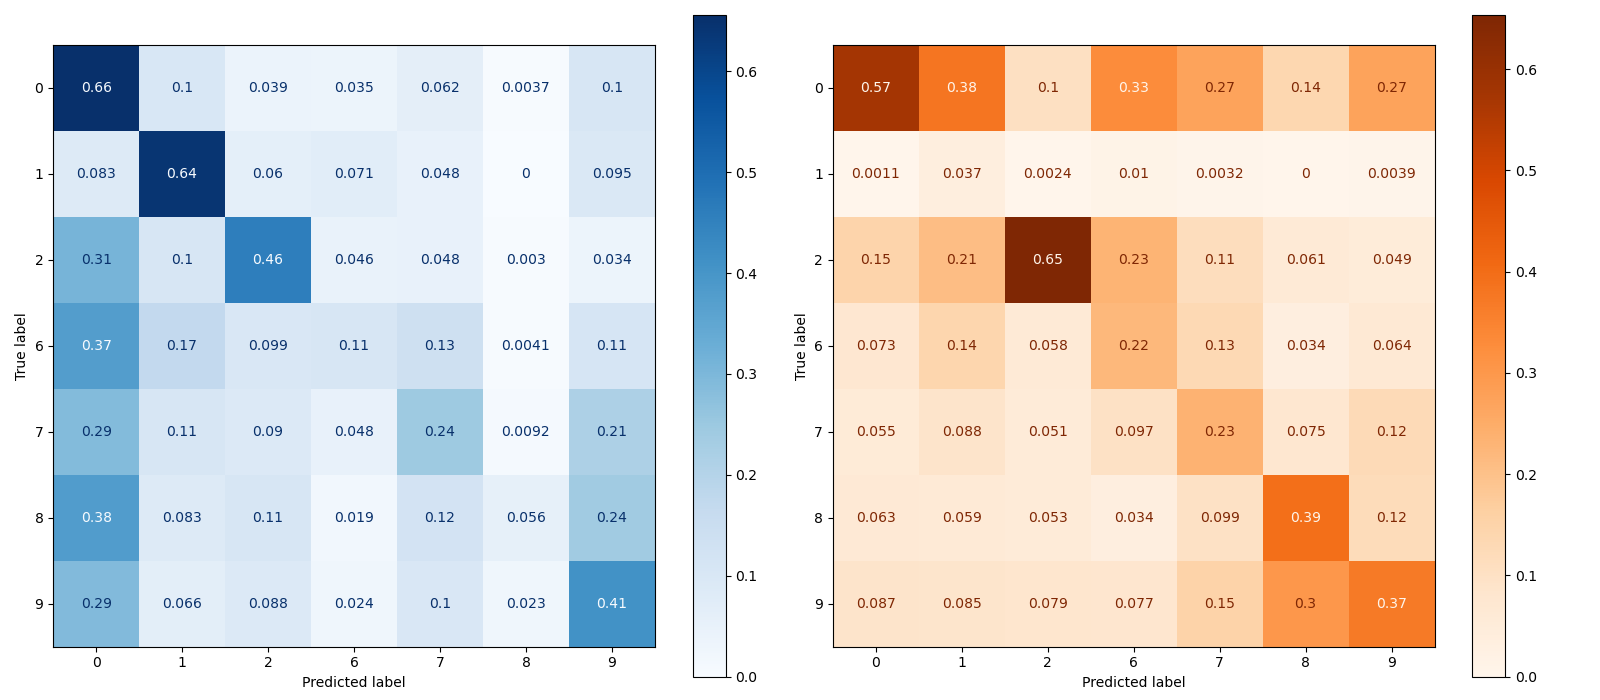 0 0.66 0.1 0.039 0.035 0.062 0.0037 0.1
1 0.083 0.64 0.06 0.071 0.048 0 0.095
2 0.31 0.1 0.46 0.046 0.048 0.003 0.034
6 0.37 0.17 0.099 0.11 0.13 0.0041 0.11
7 0.29 0.11 0.09 0.048 0.24 0.0092 0.21
8 0.38 0.083 0.11 0.019 0.12 0.056 0.24
9 0.29 0.066 0.088 0.024 0.1 0.023 0.41
0 1 2 6 7 8 9
True label
Predicted label
0.6
0.5
0.4
0.3
0.2
0.1
0.0
0 0.57 0.38 0.1 0.33 0.27 0.14 0.27
1 0.0011 0.037 0.0024 0.01 0.0032 0 0.0039
2 0.15 0.21 0.65 0.23 0.11 0.061 0.049
6 0.073 0.14 0.058 0.22 0.13 0.034 0.064
7 0.055 0.088 0.051 0.097 0.23 0.075 0.12
8 0.063 0.059 0.053 0.034 0.099 0.39 0.12
9 0.087 0.085 0.079 0.077 0.15 0.3 0.37
0 1 2 6 7 8 9
True label
Predicted label
0.6
0.5
0.4
0.3
0.2
0.1
0.0